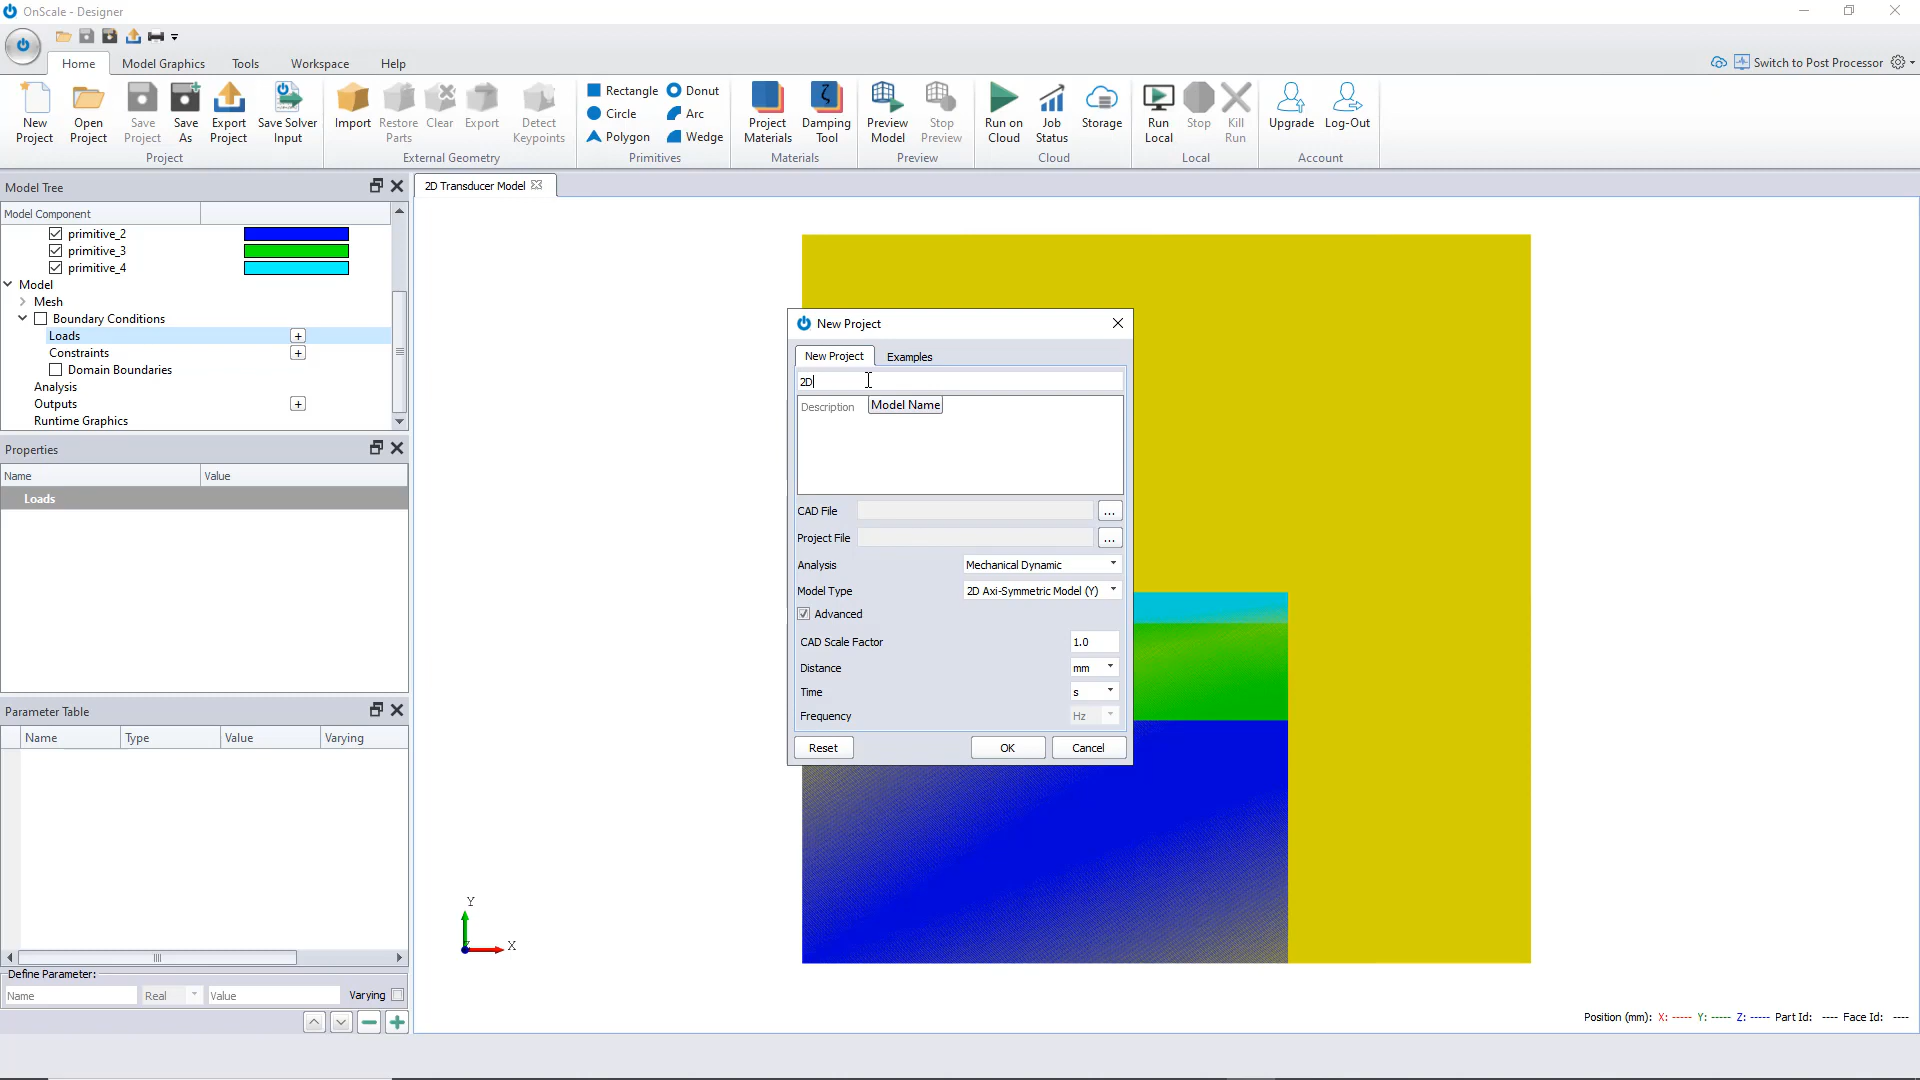 OnScale - Designer
Home Model Graphics Tools Workspace Help
Switch to Post Processor
New Project
Open Project
Save Project
Save As
Export Project
Save Solver Input
Project
Import
Restore Parts
Clear
Export
Detect Keypoints
External Geometry
Rectangle Donut
Circle Arc
Polygon Wedge
Primitives
Project Materials
Damping Tool
Materials
Preview Model
Stop Preview
Preview
Run on Cloud
Job Status
Storage
Cloud
Run Local
Stop
Kill Run
Local
Upgrade
Log-Out
Account
Model Tree
Model Component
primitive_2
primitive_3
primitive_4
Model
Mesh
Boundary Conditions
Loads +
Constraints +
Domain Boundaries
Analysis
Outputs +
Runtime Graphics
Properties
Name Value
Loads
Parameter Table
Name Type Value Varying
Define Parameter:
Name Real Value Varying
2D Transducer Model
New Project
New Project Examples
2D
Description
Model Name
CAD File ...
Project File ...
Analysis Mechanical Dynamic
Model Type 2D Axi-Symmetric Model (Y)
Advanced
CAD Scale Factor 1.0
Distance mm
Time s
Frequency Hz
Reset OK Cancel
Y
Z
X
Position (mm): X: ----- Y: ----- Z: ----- Part Id: ---- Face Id: ----